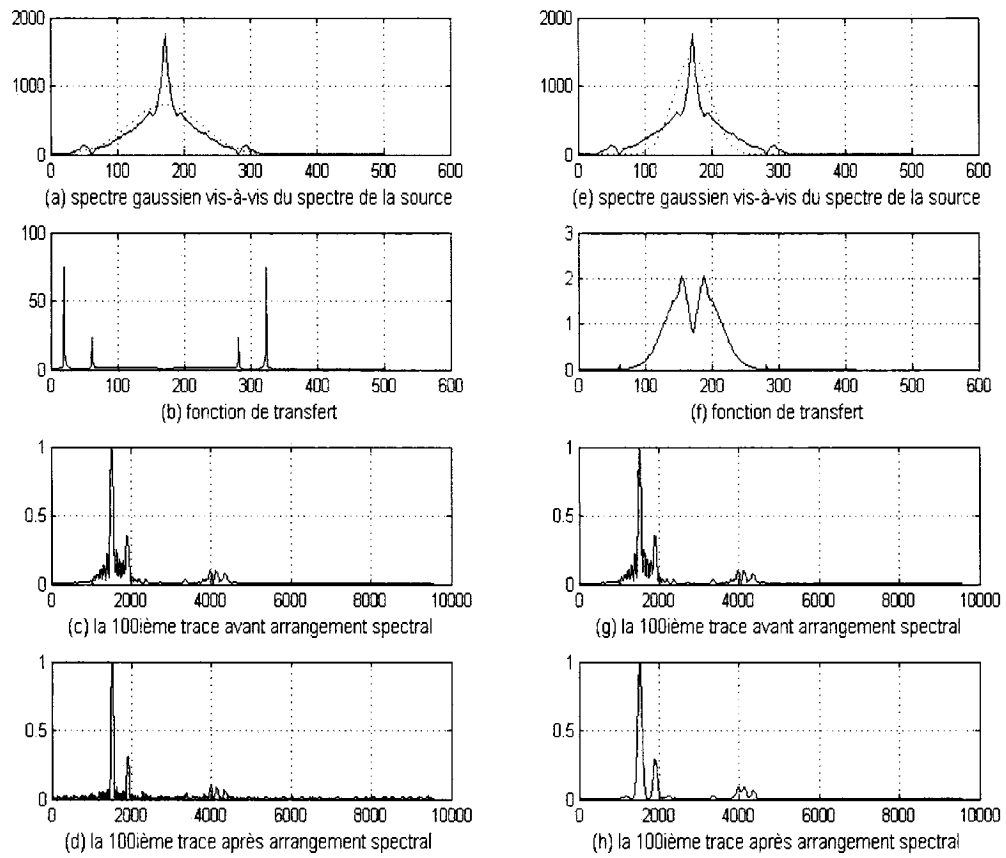 2000
1000
0
0 100 200 300 400 500 600
(a) spectre gaussien vis-à-vis du spectre de la source
100
50
0
0 100 200 300 400 500 600
(b) fonction de transfert
1
0.5
0
0 2000 4000 6000 8000 10000
(c) la 100ième trace avant arrangement spectral
1
0.5
0
0 2000 4000 6000 8000 10000
(d) la 100ième trace après arrangement spectral
2000
1000
0
0 100 200 300 400 500 600
(e) spectre gaussien vis-à-vis du spectre de la source
3
2
1
0
0 100 200 300 400 500 600
(f) fonction de transfert
1
0.5
0
0 2000 4000 6000 8000 10000
(g) la 100ième trace avant arrangement spectral
1
0.5
0
0 2000 4000 6000 8000 10000
(h) la 100ième trace après arrangement spectral